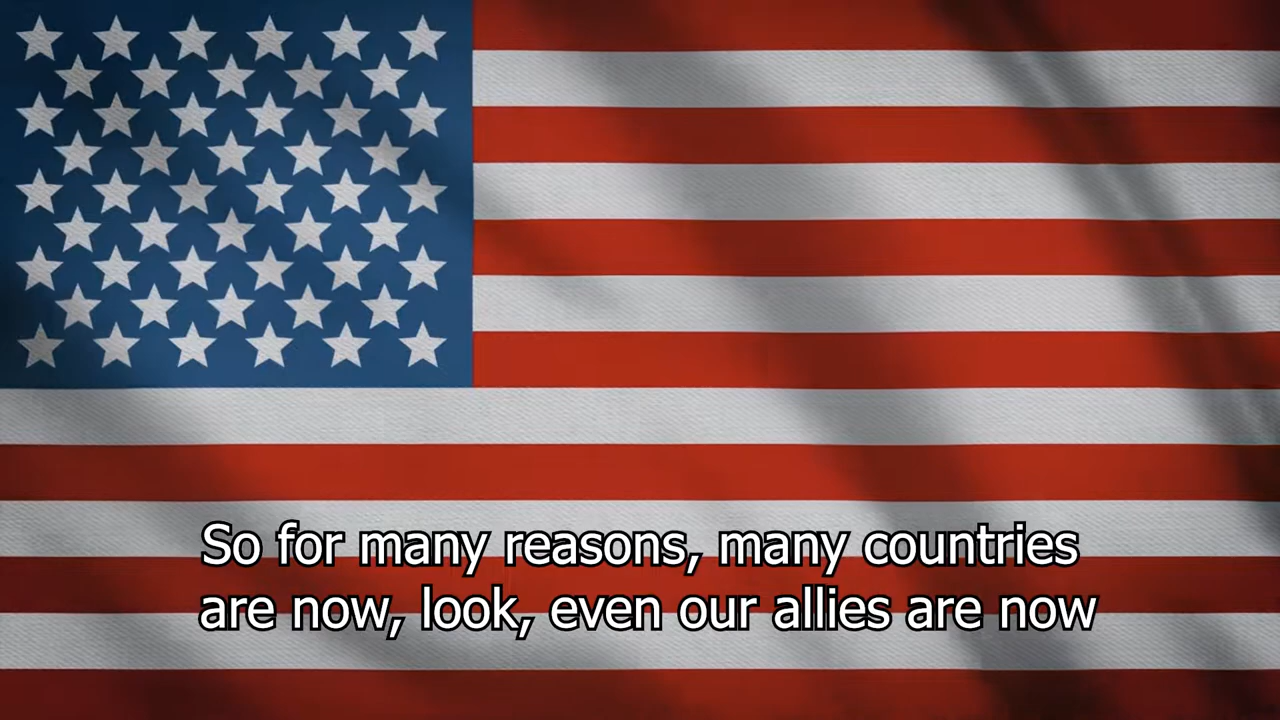 So for many reasons, many countries
are now, look, even our allies are now